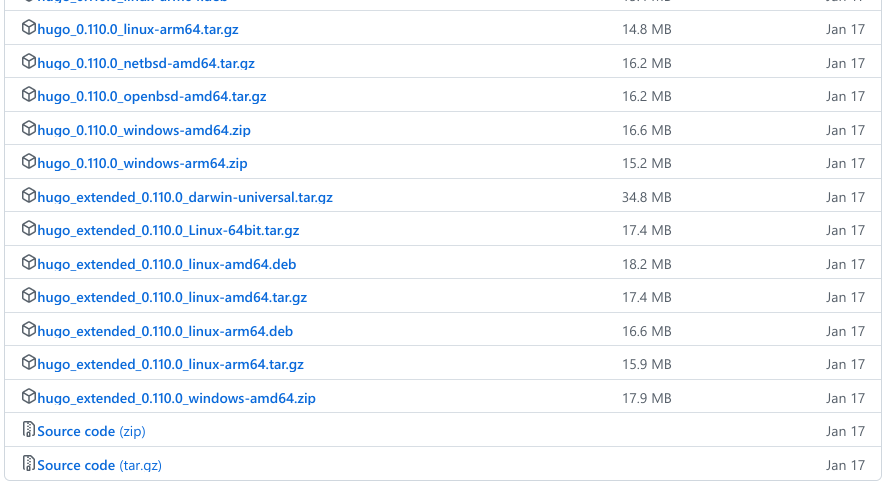 hugo_0.110.0_linux-arm64.tar.gz 14.8 MB Jan 17
hugo_0.110.0_netbsd-amd64.tar.gz 16.2 MB Jan 17
hugo_0.110.0_openbsd-amd64.tar.gz 16.2 MB Jan 17
hugo_0.110.0_windows-amd64.zip 16.6 MB Jan 17
hugo_0.110.0_windows-arm64.zip 15.2 MB Jan 17
hugo_extended_0.110.0_darwin-universal.tar.gz 34.8 MB Jan 17
hugo_extended_0.110.0_Linux-64bit.tar.gz 17.4 MB Jan 17
hugo_extended_0.110.0_linux-amd64.deb 18.2 MB Jan 17
hugo_extended_0.110.0_linux-amd64.tar.gz 17.4 MB Jan 17
hugo_extended_0.110.0_linux-arm64.deb 16.6 MB Jan 17
hugo_extended_0.110.0_linux-arm64.tar.gz 15.9 MB Jan 17
hugo_extended_0.110.0_windows-amd64.zip 17.9 MB Jan 17
Source code (zip) Jan 17
Source code (tar.gz) Jan 17